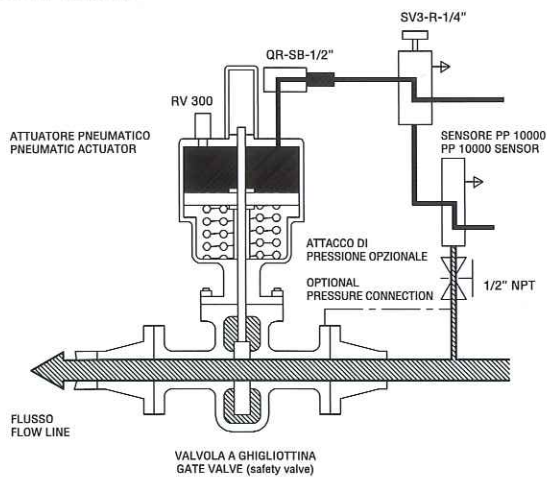 SV3-R-1/4"
QR-SB-1/2"
RV 300
ATTUATORE PNEUMATICO
PNEUMATIC ACTUATOR
SENSORE PP 10000
PP 10000 SENSOR
ATTACCO DI
PRESSIONE OPZIONALE
OPTIONAL
PRESSURE CONNECTION
1/2" NPT
FLUSSO
FLOW LINE
VALVOLA A GHIGLIOTTINA
GATE VALVE (safety valve)